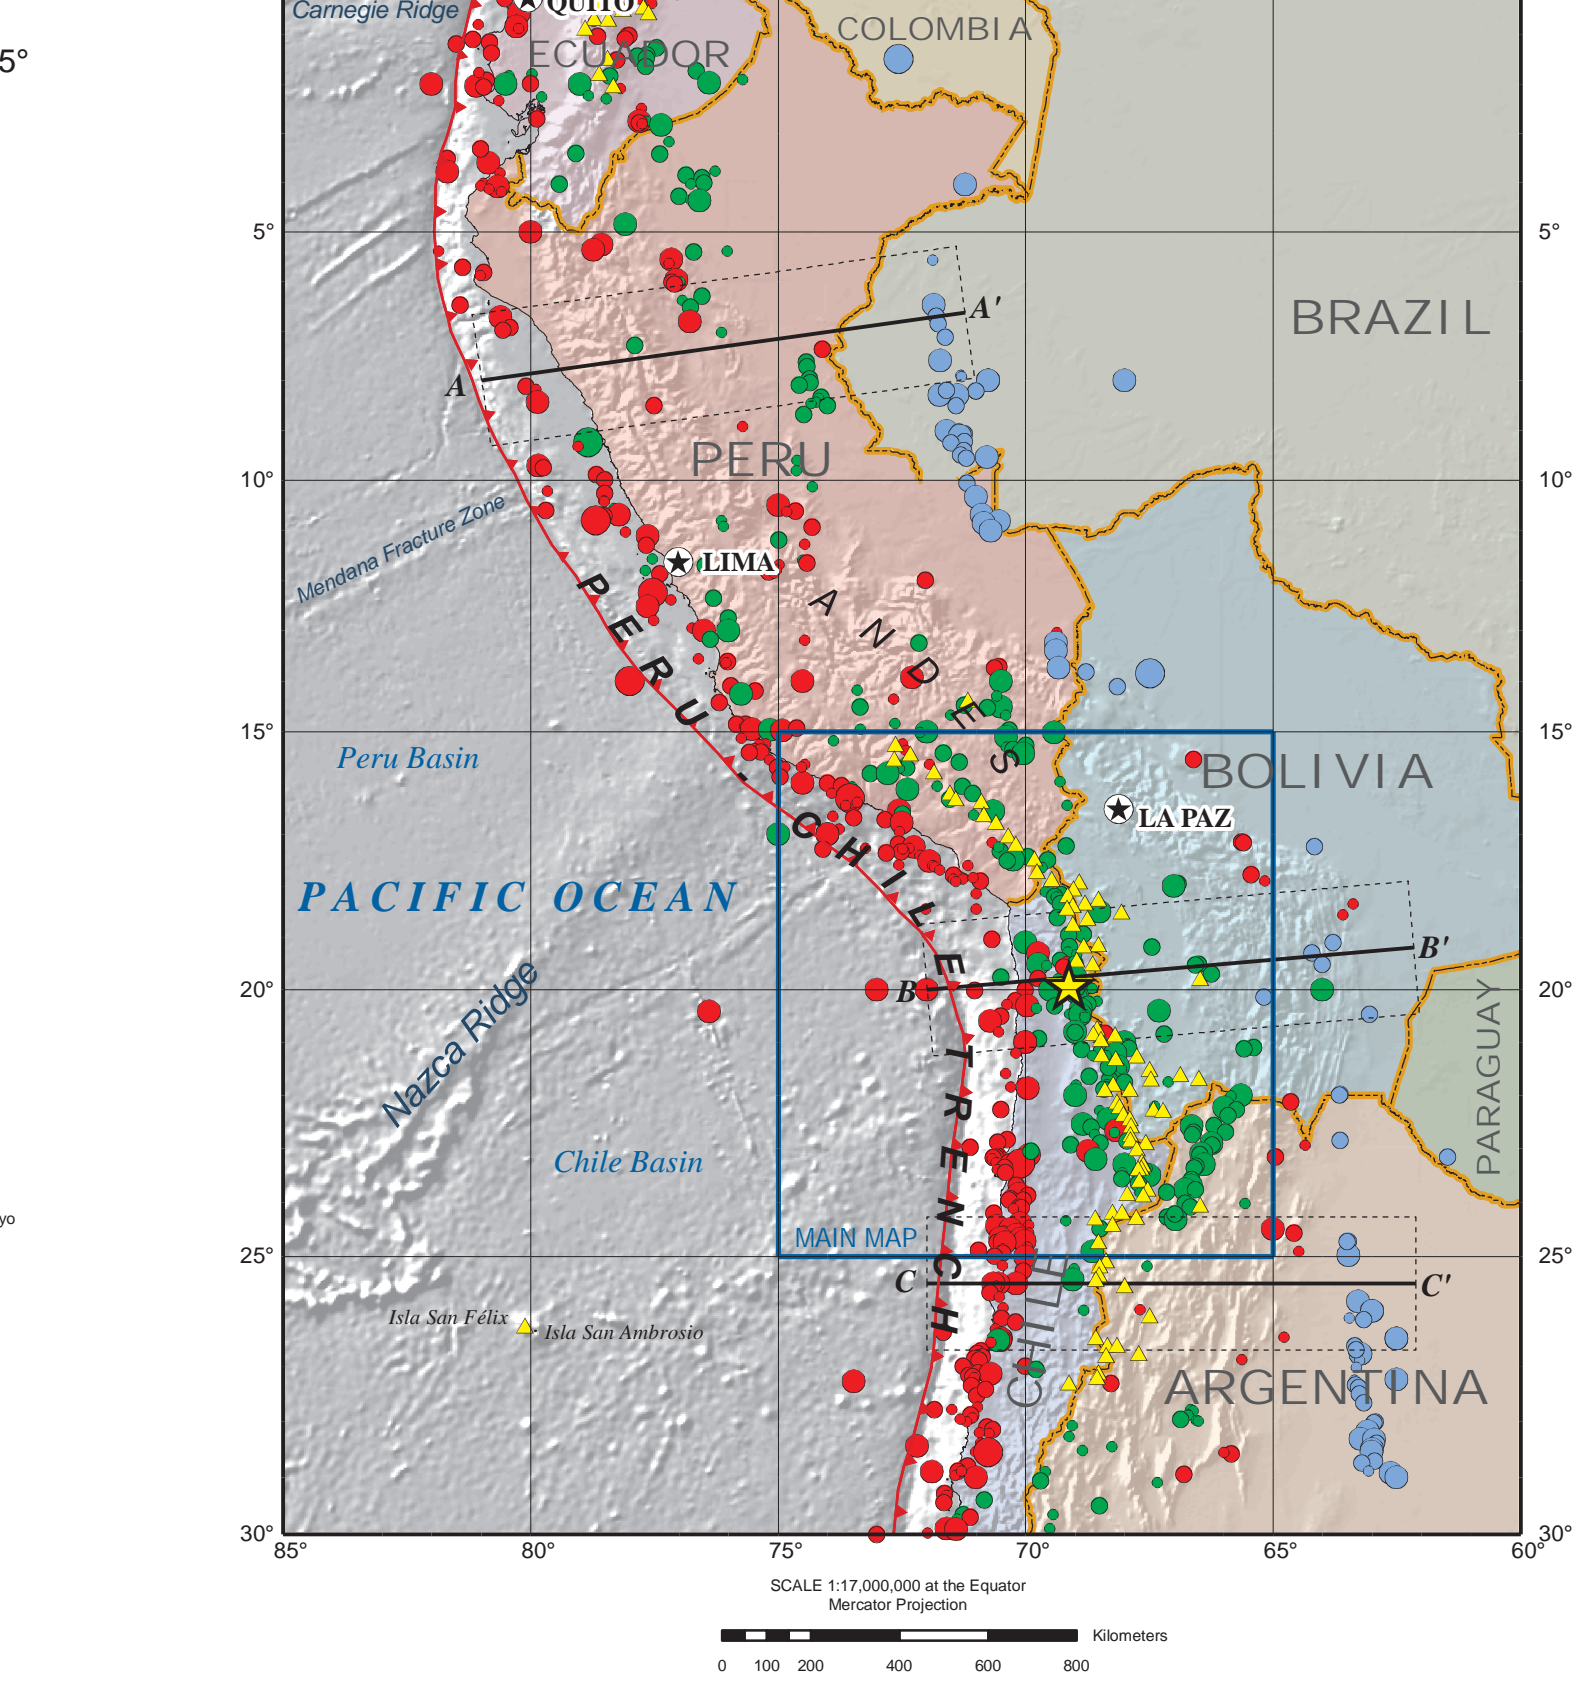 Carnegie Ridge
QUITO
ECUADOR
COLOMBIA
5°
5°
5°
BRAZIL
A
A'
PERU
10°
10°
Mendana Fracture Zone
LIMA
ANDES
PERU - CHILE TRENCH
15°
15°
Peru Basin
BOLIVIA
LA PAZ
PACIFIC OCEAN
B
B'
20°
20°
Nazca Ridge
PARAGUAY
Chile Basin
yo
MAIN MAP
25°
25°
C
C'
CHILE
Isla San Félix
Isla San Ambrosio
ARGENTINA
30°
30°
85°
80°
75°
70°
65°
60°
SCALE 1:17,000,000 at the Equator
Mercator Projection
Kilometers
0 100 200 400 600 800